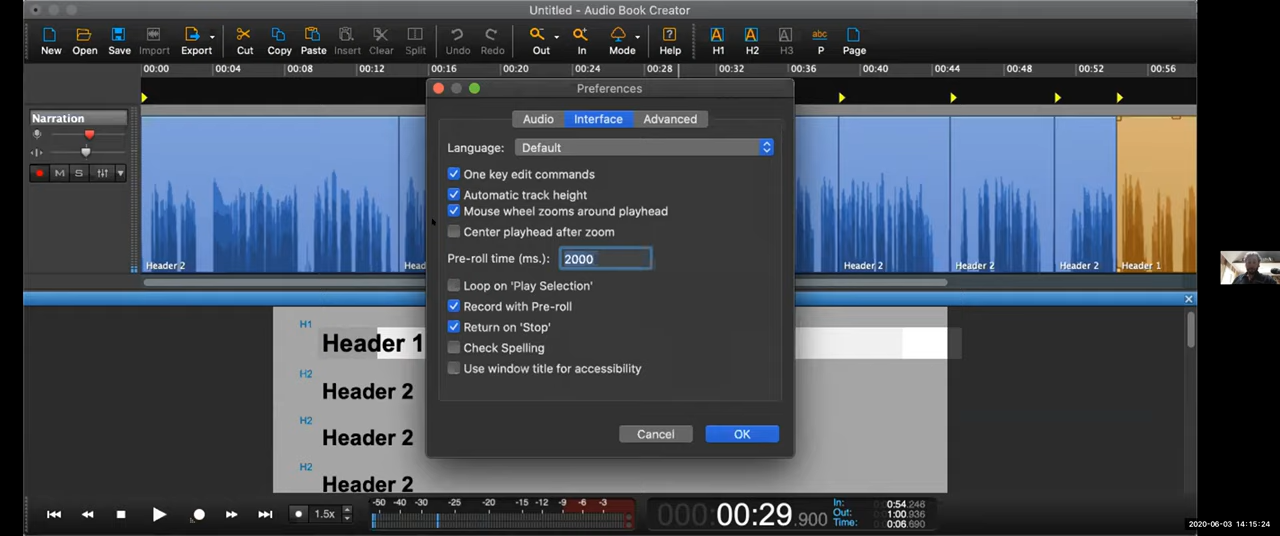 Untitled - Audio Book Creator
New Open Save Import Export Cut Copy Paste Insert Clear Split Undo Redo Out In Mode Help H1 H2 H3 P Page
A A A abc
00:00 00:04 00:08 00:12 00:16 00:20 00:24 00:28 00:32 00:36 00:40 00:44 00:48 00:52 00:56
Preferences
Narration
Audio Interface Advanced
Language: Default
M S
One key edit commands
Automatic track height
Mouse wheel zooms around playhead
Center playhead after zoom
Pre-roll time (ms.): 2000
Header 2 Header 2 Header 2 Header 1
Loop on 'Play Selection'
Record with Pre-roll
Return on 'Stop'
Check Spelling
Use window title for accessibility
Cancel OK
H1 Header 1
H2 Header 2
H2 Header 2
H2 Header 2
1.5x
-50 -40 -30 -25 -20 -15 -12 -9 -6 -3
000:00:29.900
In: 0:54.248
Out: 1:00.936
Time: 0:06.690
2020-06-03 14:15:24